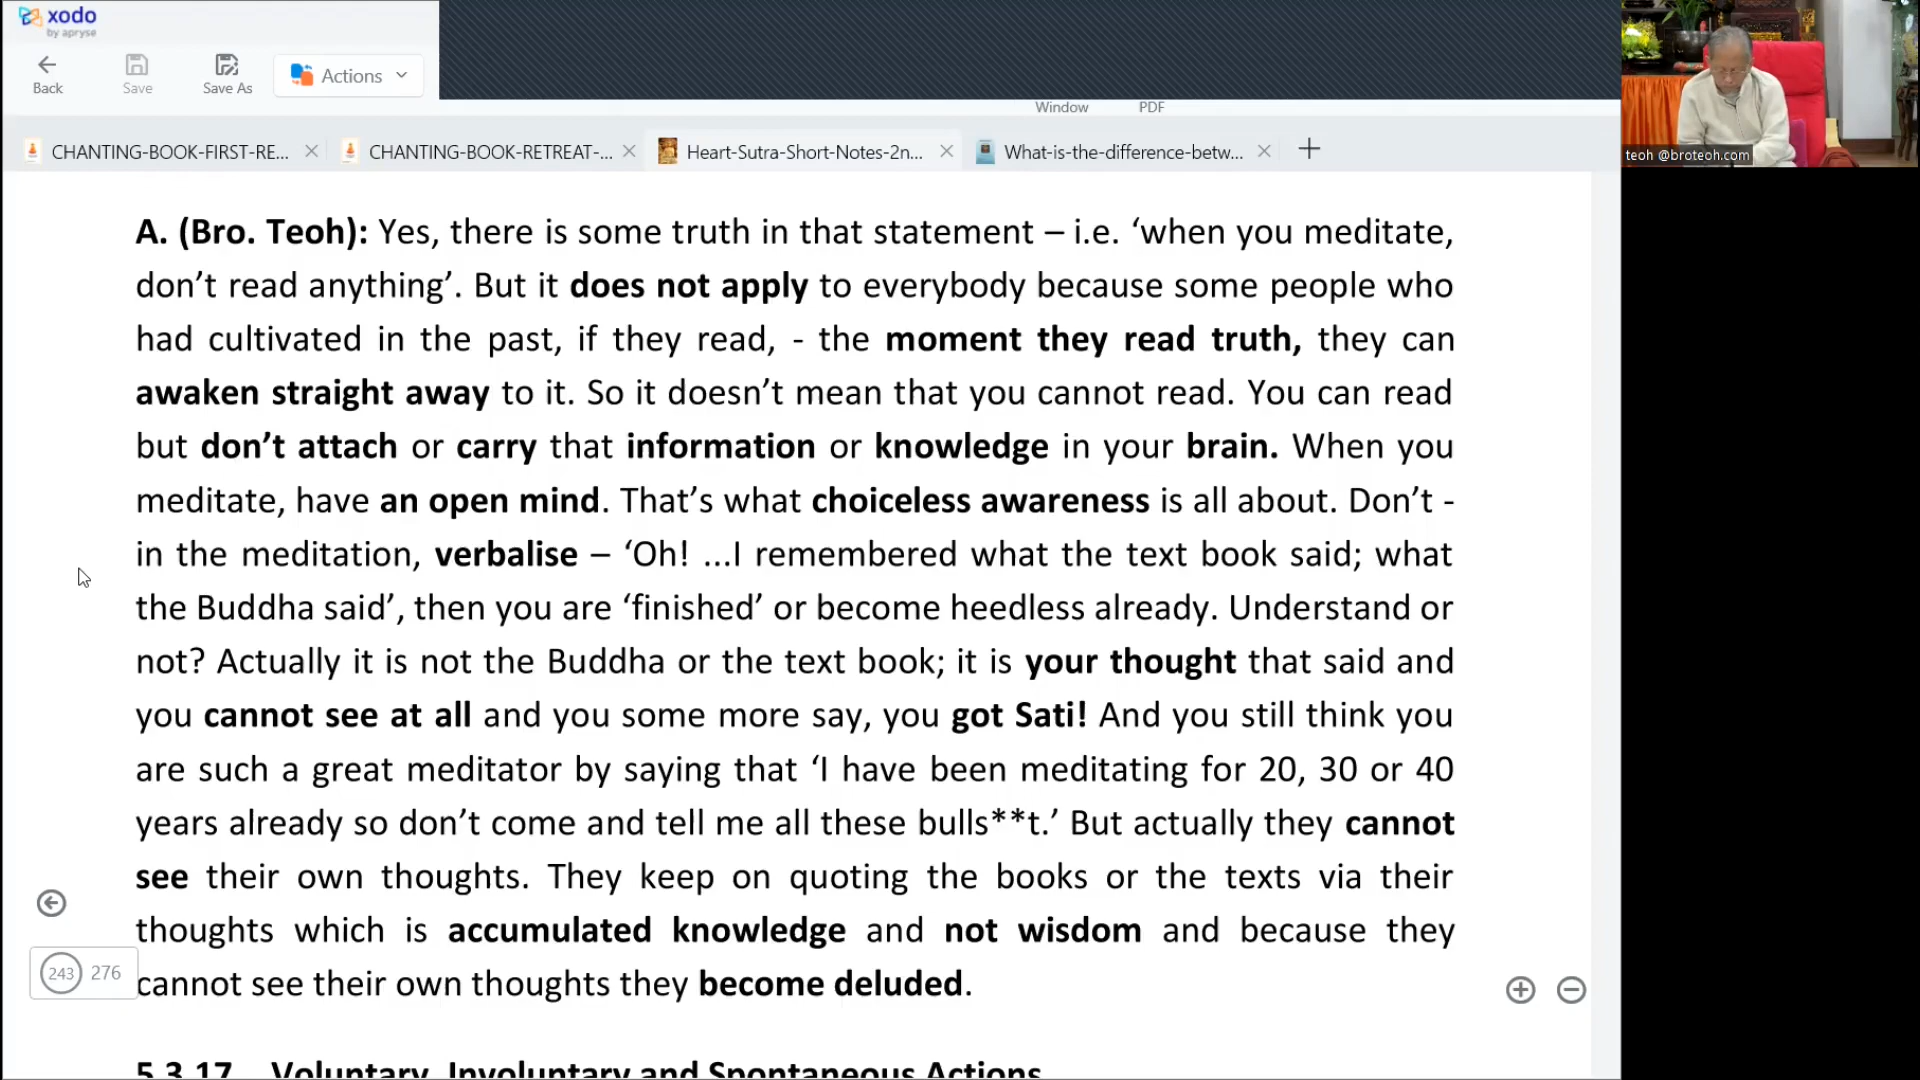 xodo
by apryse
Back
Save
Save As
Actions
Window
PDF
CHANTING-BOOK-FIRST-RE...
CHANTING-BOOK-RETREAT-...
Heart-Sutra-Short-Notes-2n...
What-is-the-difference-betw...
teoh @broteoh.com
A. (Bro. Teoh): Yes, there is some truth in that statement – i.e. ‘when you meditate,
don’t read anything’. But it does not apply to everybody because some people who
had cultivated in the past, if they read, - the moment they read truth, they can
awaken straight away to it. So it doesn’t mean that you cannot read. You can read
but don’t attach or carry that information or knowledge in your brain. When you
meditate, have an open mind. That’s what choiceless awareness is all about. Don’t -
in the meditation, verbalise – ‘Oh! ...I remembered what the text book said; what
the Buddha said’, then you are ‘finished’ or become heedless already. Understand or
not? Actually it is not the Buddha or the text book; it is your thought that said and
you cannot see at all and you some more say, you got Sati! And you still think you
are such a great meditator by saying that ‘I have been meditating for 20, 30 or 40
years already so don’t come and tell me all these bulls**t.’ But actually they cannot
see their own thoughts. They keep on quoting the books or the texts via their
thoughts which is accumulated knowledge and not wisdom and because they
cannot see their own thoughts they become deluded.
243 276
5.3.17 Voluntary, Involuntary and Spontaneous Actions